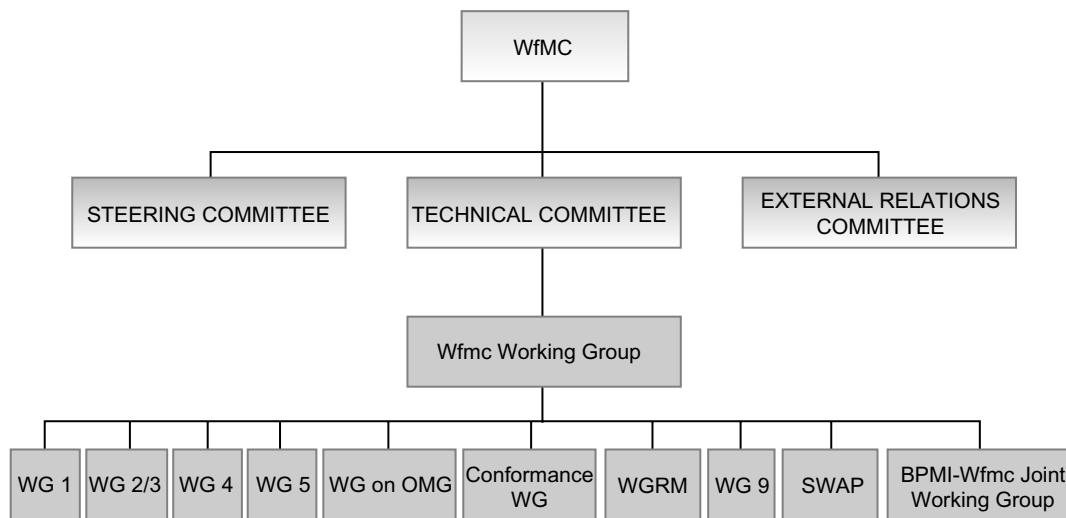 WfMC
STEERING COMMITTEE
TECHNICAL COMMITTEE
EXTERNAL RELATIONS
COMMITTEE
Wfmc Working Group
WG 1
WG 2/3
WG 4
WG 5
WG on OMG
Conformance
WG
WGRM
WG 9
SWAP
BPMI-Wfmc Joint
Working Group